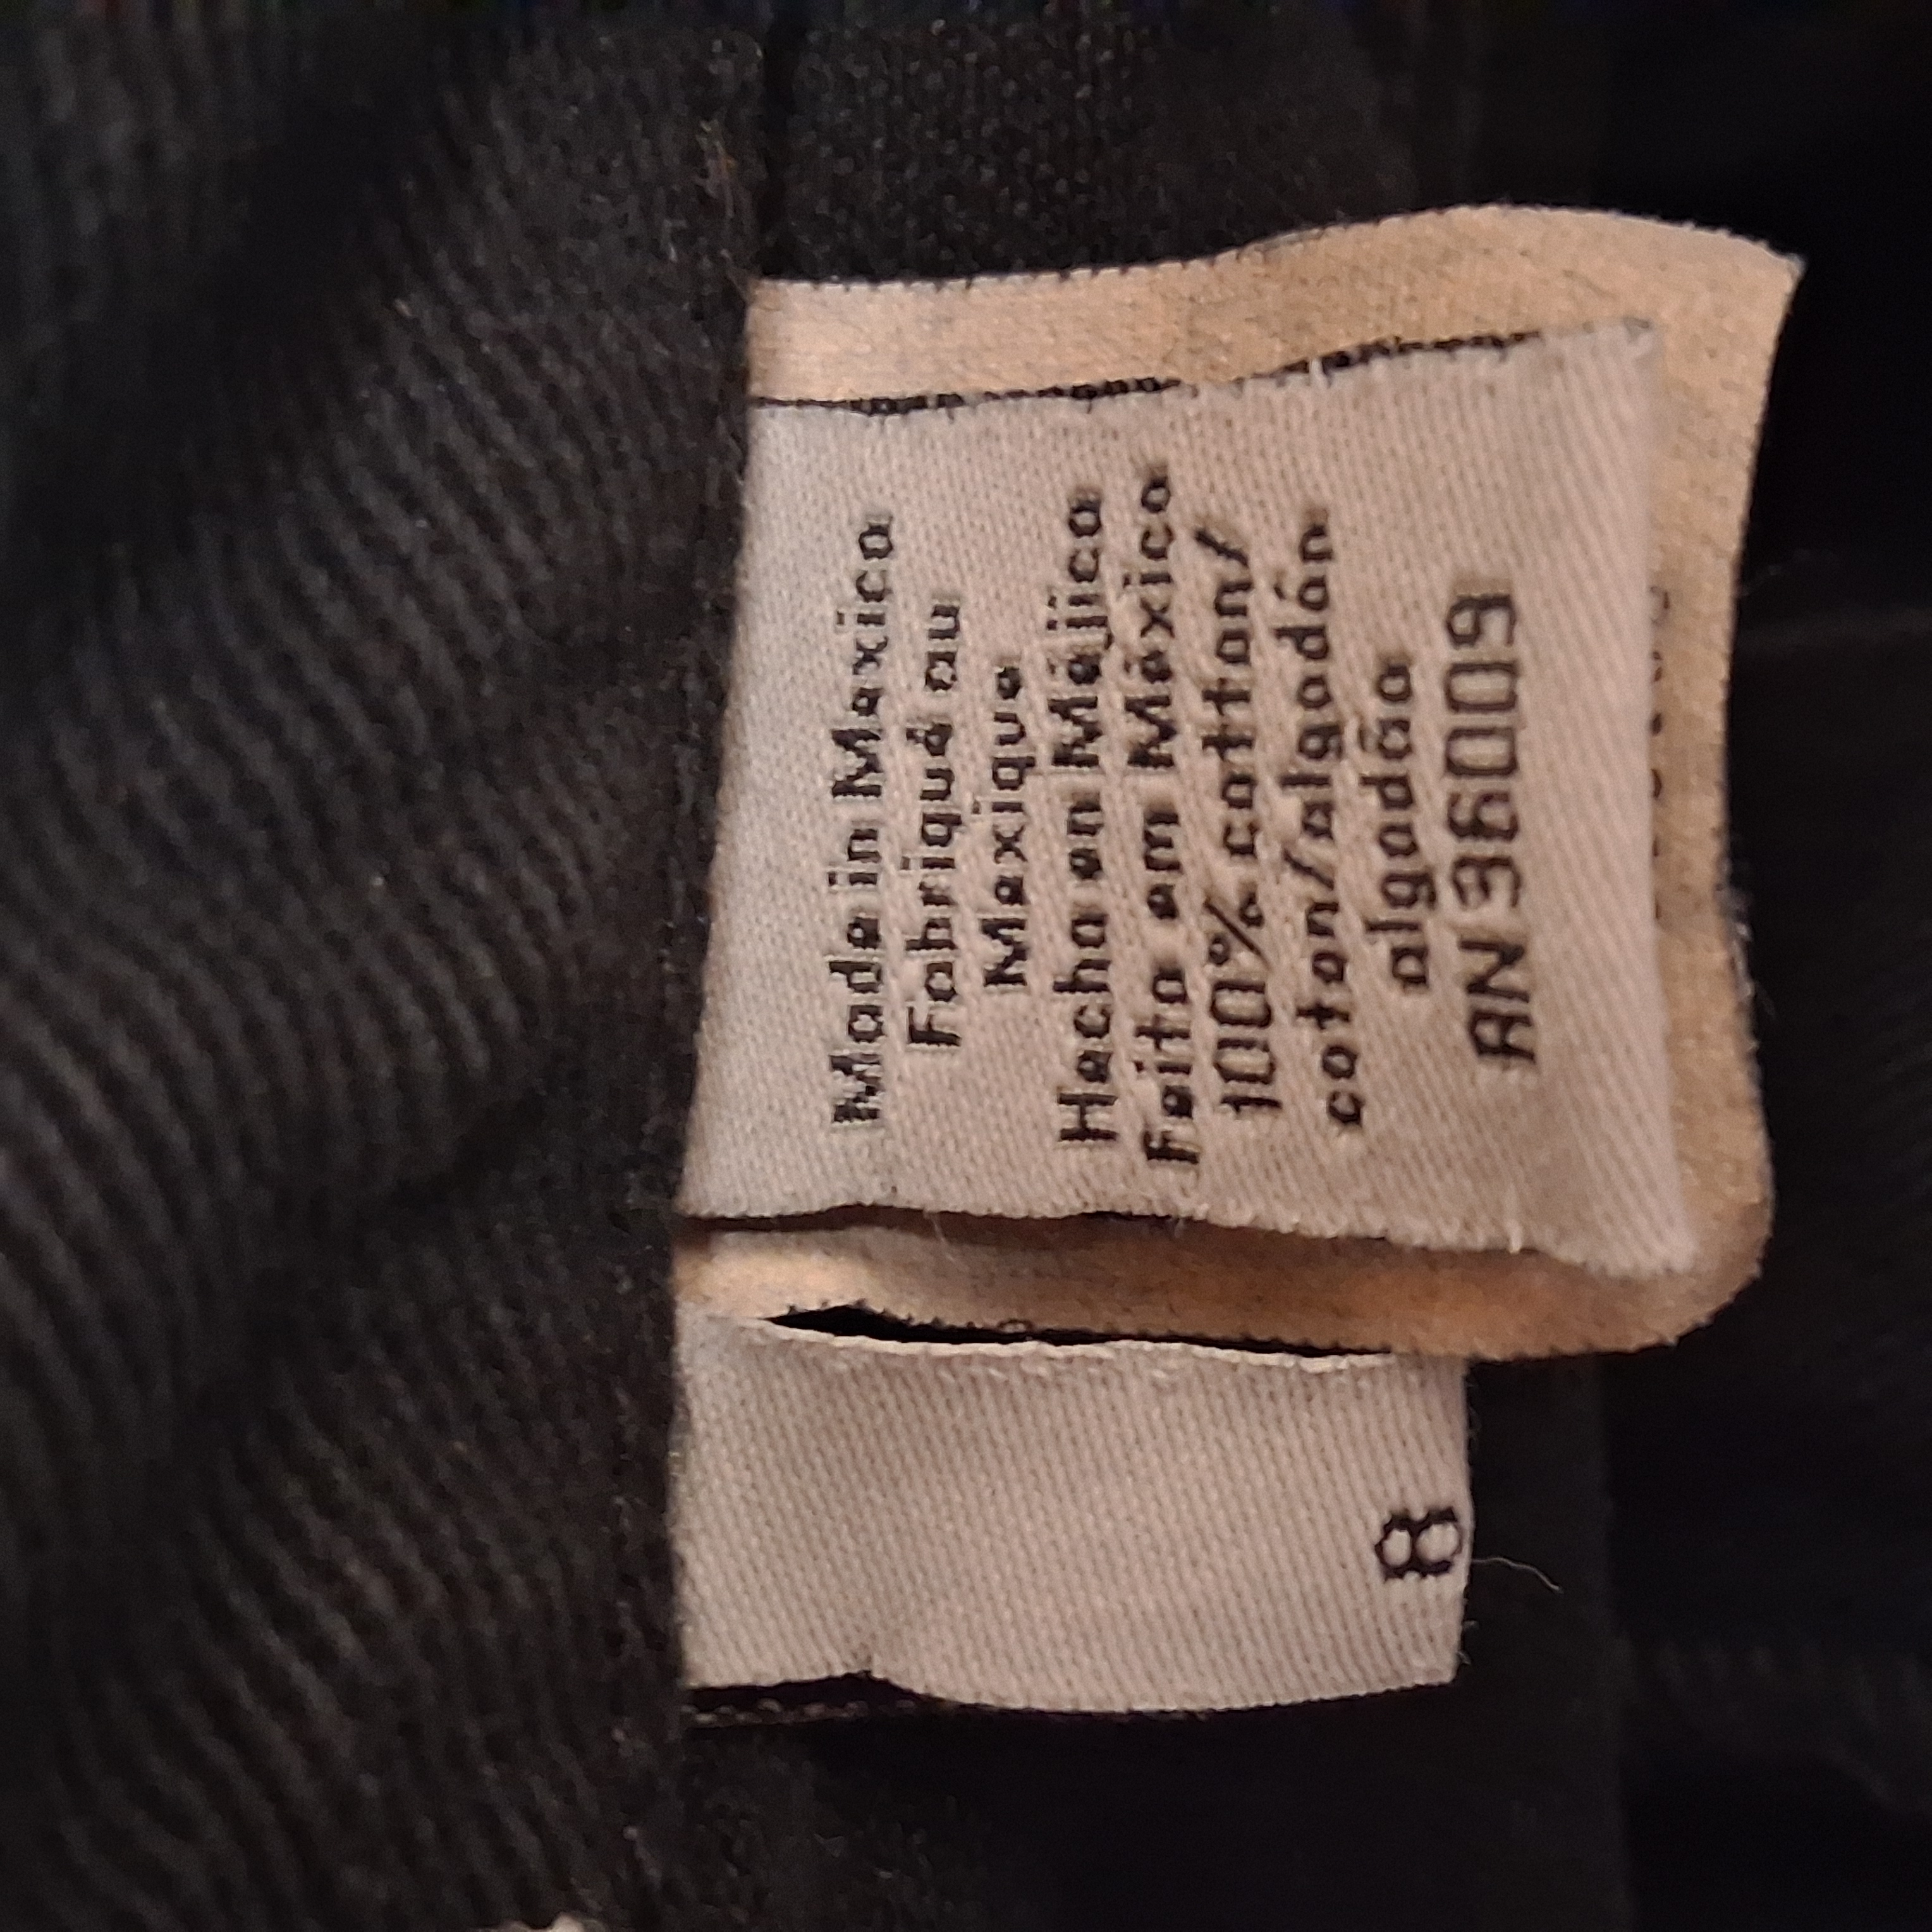 Made in Mexico
Fabriqué au
Mexique
Hecho en Méjico
Feito em México
100% cotton/
coton/algodón
algodão
RN 36009
8